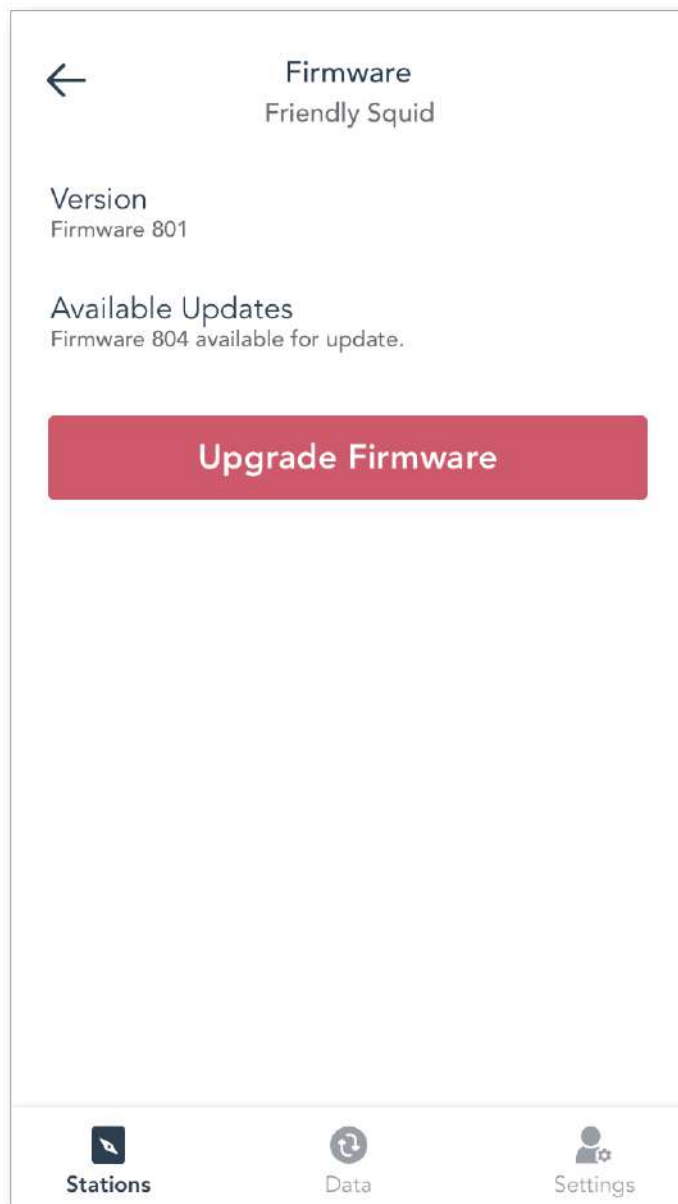 Firmware
Friendly Squid
Version
Firmware 801
Available Updates
Firmware 804 available for update.
Upgrade Firmware
Stations
Data
Settings